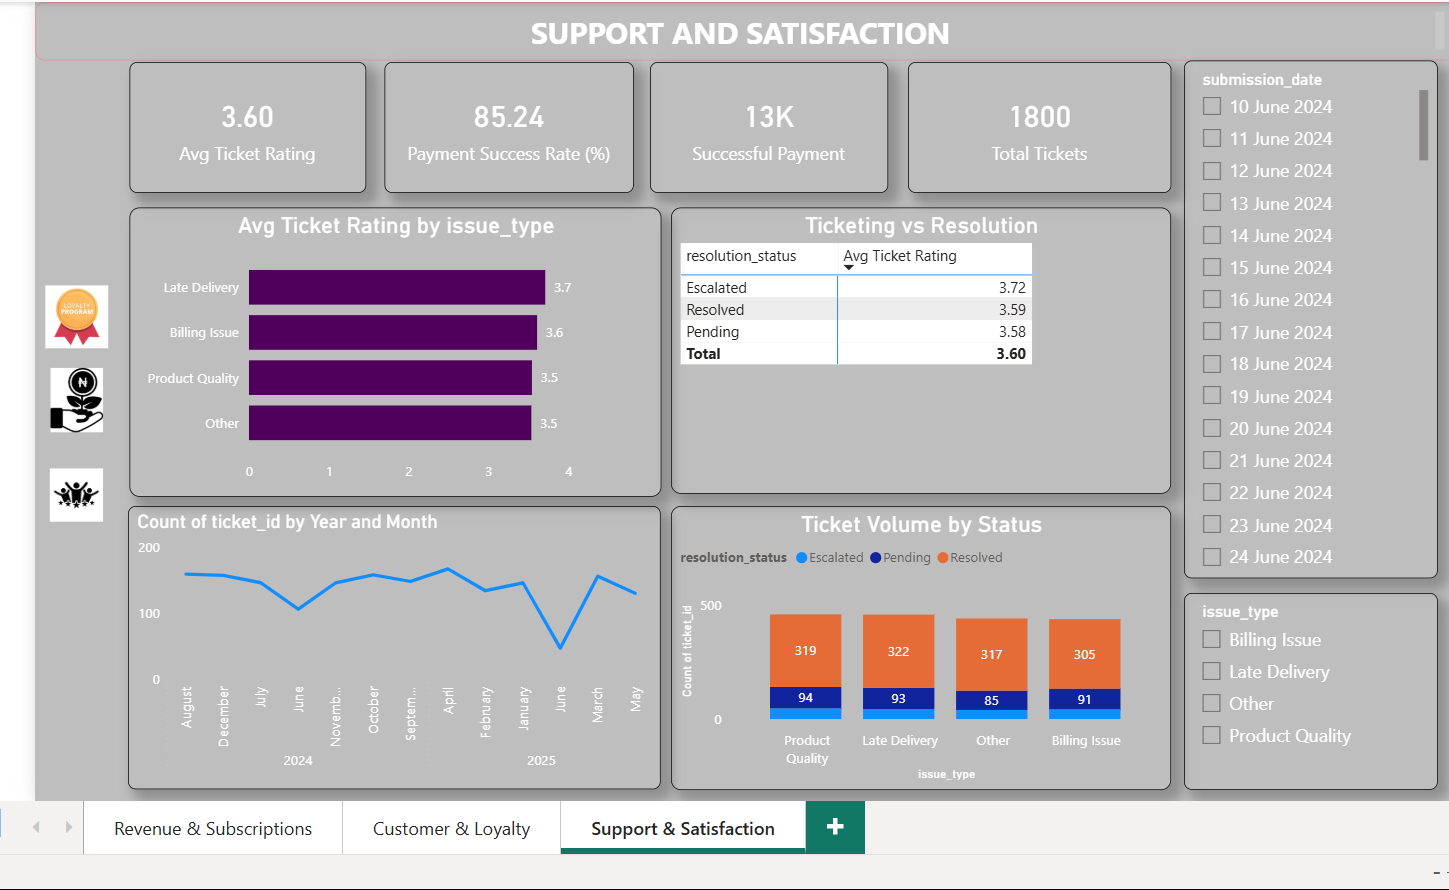 SUPPORT AND SATISFACTION
3.60
Avg Ticket Rating
85.24
Payment Success Rate (%)
13K
Successful Payment
1800
Total Tickets
submission_date
10 June 2024
11 June 2024
12 June 2024
13 June 2024
14 June 2024
15 June 2024
16 June 2024
17 June 2024
18 June 2024
19 June 2024
20 June 2024
21 June 2024
22 June 2024
23 June 2024
24 June 2024
LOYALTY
PROGRAM
₦
Avg Ticket Rating by issue_type
Late Delivery 3.7
Billing Issue 3.6
Product Quality 3.5
Other 3.5
0 1 2 3 4
Ticketing vs Resolution
resolution_status Avg Ticket Rating
Escalated 3.72
Resolved 3.59
Pending 3.58
Total 3.60
Count of ticket_id by Year and Month
200
100
0
August December July June Novemb... October Septem... April February January June March May
2024 2025
Ticket Volume by Status
resolution_status Escalated Pending Resolved
Count of ticket_id
500
0
319 322 317 305
94 93 85 91
Product
Quality
Late Delivery
Other
Billing Issue
issue_type
issue_type
Billing Issue
Late Delivery
Other
Product Quality
Revenue & Subscriptions
Customer & Loyalty
Support & Satisfaction
+